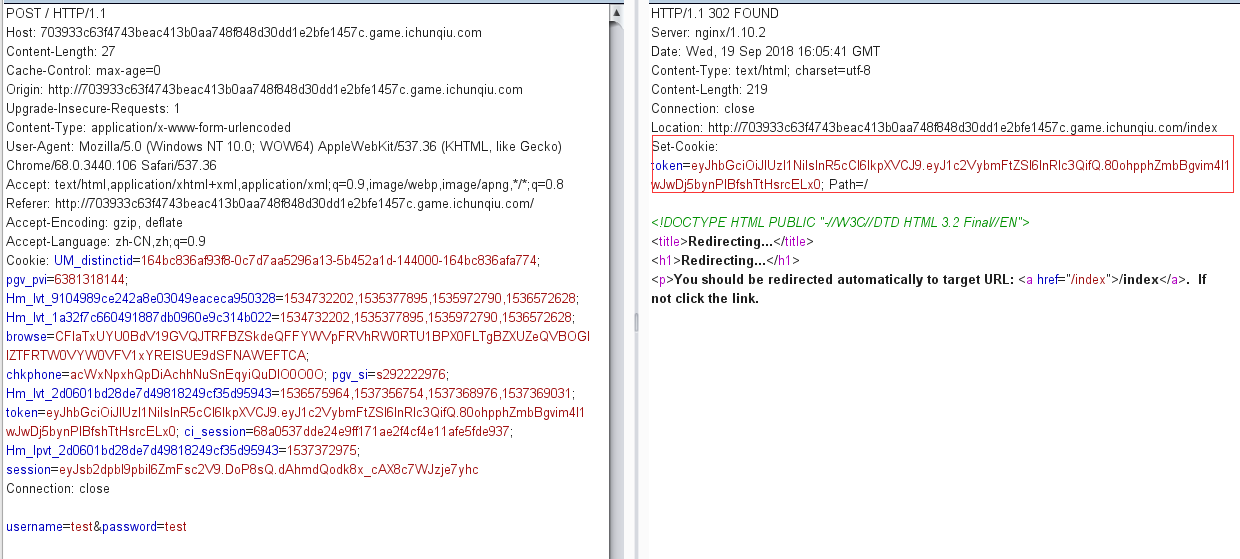 POST / HTTP/1.1
Host: 703933c63f4743beac413b0aa748f848d30dd1e2bfe1457c.game.ichunqiu.com
Content-Length: 27
Cache-Control: max-age=0
Origin: http://703933c63f4743beac413b0aa748f848d30dd1e2bfe1457c.game.ichunqiu.com
Upgrade-Insecure-Requests: 1
Content-Type: application/x-www-form-urlencoded
User-Agent: Mozilla/5.0 (Windows NT 10.0; WOW64) AppleWebKit/537.36 (KHTML, like Gecko)
Chrome/68.0.3440.106 Safari/537.36
Accept: text/html,application/xhtml+xml,application/xml;q=0.9,image/webp,image/apng,*/*;q=0.8
Referer: http://703933c63f4743beac413b0aa748f848d30dd1e2bfe1457c.game.ichunqiu.com/
Accept-Encoding: gzip, deflate
Accept-Language: zh-CN,zh;q=0.9
Cookie: UM_distinctid=164bc836af93f8-0c7d7aa5296a13-5b452a1d-144000-164bc836afa774;
pgv_pvi=6381318144;
Hm_lvt_9104989ce242a8e03049eaceca950328=1534732202,1535377895,1535972790,1536572628;
Hm_lvt_1a32f7c660491887db0960e9c314b022=1534732202,1535377895,1535972790,1536572628;
browse=CFlaTxUYU0BdV19GVQJTRFBZSkdeQFFYWVpFRVhRW0RTU1BPX0FLTgBZXUZeQVBOGl
lZTFRTW0VYW0VFV1xYRElSUE9dSFNAWEFTCA;
chkphone=acWxNpxhQpDiAchhNuSnEqyiQuDIO0O0O; pgv_si=s292222976;
Hm_lvt_2d0601bd28de7d49818249cf35d95943=1536575964,1537356754,1537368976,1537369031;
token=eyJhbGciOiJIUzI1NiIsInR5cCI6IkpXVCJ9.eyJ1c2VybmFtZSI6InRlc3QifQ.80ohpphZmbBgvim4l1
wJwDj5bynPIBfshTtHsrcELx0; ci_session=68a0537dde24e9ff171ae2f4cf4e11afe5fde937;
Hm_lpvt_2d0601bd28de7d49818249cf35d95943=1537372975;
session=eyJsb2dpbl9pbiI6ZmFsc2V9.DoP8sQ.dAhmdQodk8x_cAX8c7WJzje7yhc
Connection: close
username=test&password=test
HTTP/1.1 302 FOUND
Server: nginx/1.10.2
Date: Wed, 19 Sep 2018 16:05:41 GMT
Content-Type: text/html; charset=utf-8
Content-Length: 219
Connection: close
Location: http://703933c63f4743beac413b0aa748f848d30dd1e2bfe1457c.game.ichunqiu.com/index
Set-Cookie:
token=eyJhbGciOiJIUzI1NiIsInR5cCI6IkpXVCJ9.eyJ1c2VybmFtZSI6InRlc3QifQ.80ohpphZmbBgvim4l1
wJwDj5bynPIBfshTtHsrcELx0; Path=/
<!DOCTYPE HTML PUBLIC "-//W3C//DTD HTML 3.2 Final//EN">
<title>Redirecting...</title>
<h1>Redirecting...</h1>
<p>You should be redirected automatically to target URL: <a href="/index">/index</a>. If
not click the link.